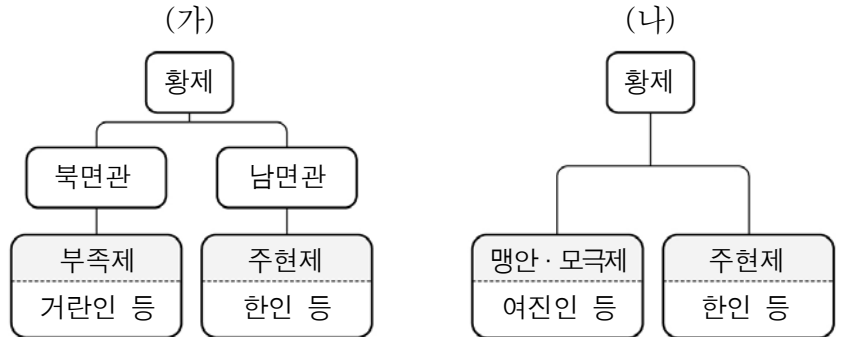 (가)
황제
북면관 남면관
부족제 주현제
거란인 등 한인 등
(나)
황제
맹안·모극제 주현제
여진인 등 한인 등